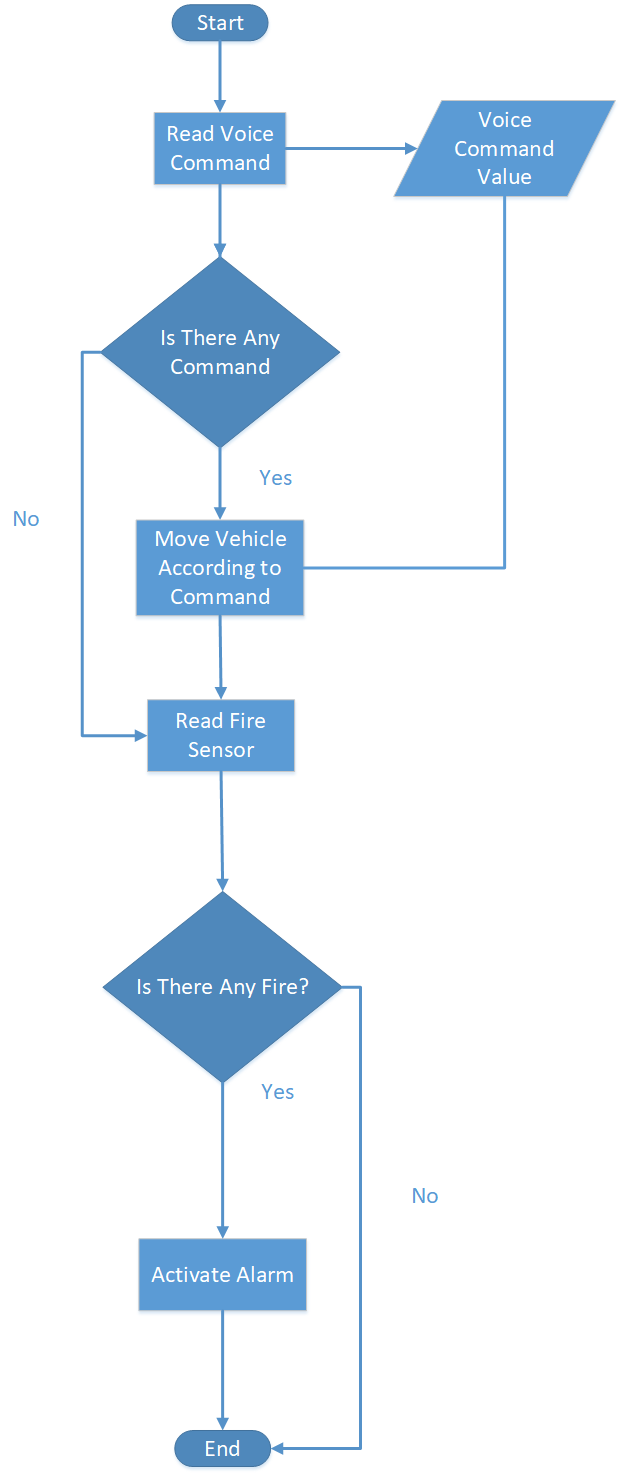 Start
Read Voice
Command
Voice
Command
Value
Is There Any
Command
Yes
No
Move Vehicle
According to
Command
Read Fire
Sensor
Is There Any Fire?
Yes
No
Activate Alarm
End